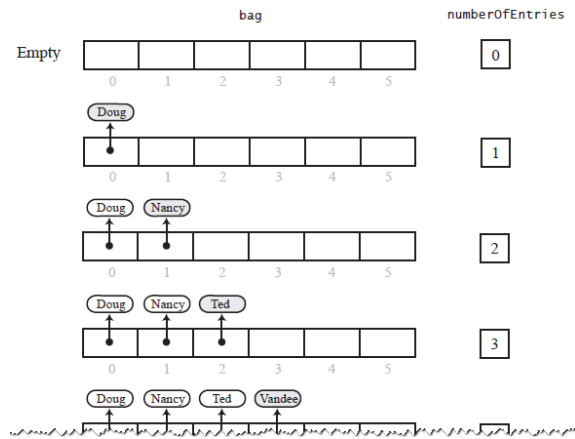 bag numberOfEntries
Empty 0
0 1 2 3 4 5
Doug
1
0 1 2 3 4 5
Doug Nancy
2
0 1 2 3 4 5
Doug Nancy Ted
3
0 1 2 3 4 5
Doug Nancy Ted Vandee